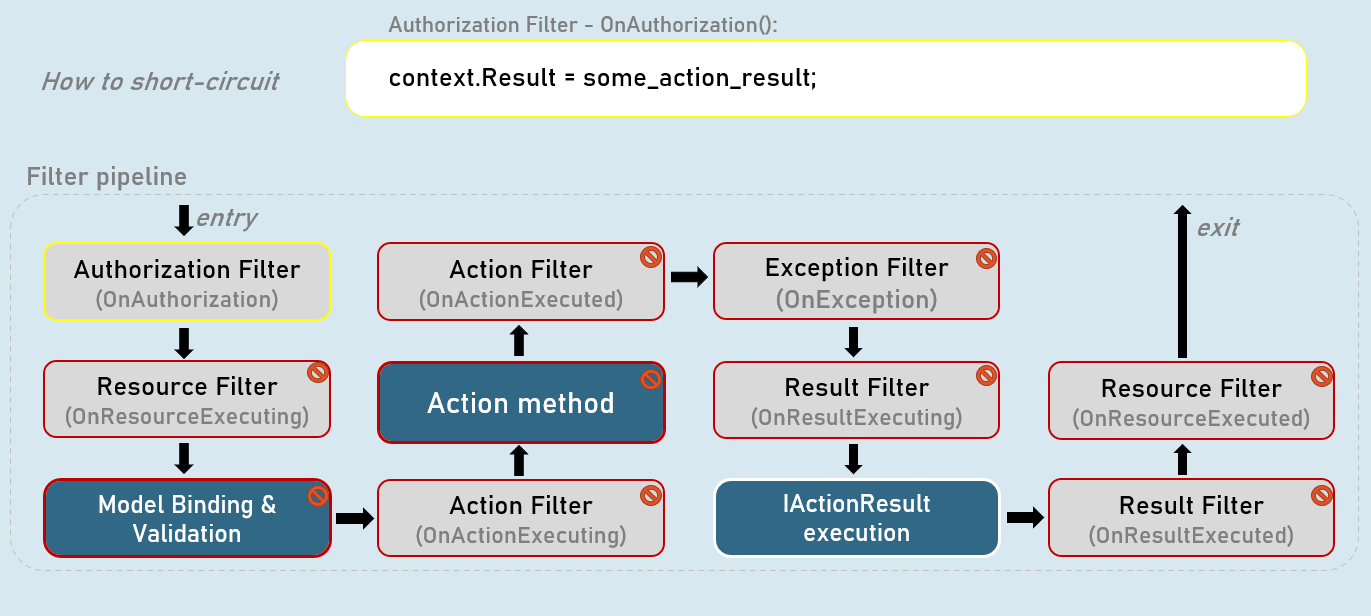 Authorization Filter - OnAuthorization():
How to short-circuit
context.Result = some_action_result;
Filter pipeline
entry
exit
Authorization Filter
(OnAuthorization)
Resource Filter
(OnResourceExecuting)
Model Binding &
Validation
Action Filter
(OnActionExecuting)
Action method
Action Filter
(OnActionExecuted)
Exception Filter
(OnException)
Result Filter
(OnResultExecuting)
IActionResult
execution
Result Filter
(OnResultExecuted)
Resource Filter
(OnResourceExecuted)